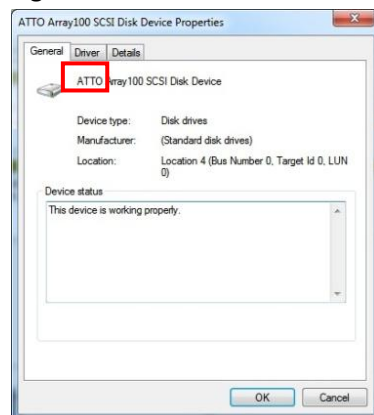 ATTO Array100 SCSI Disk Device Properties
General Driver Details
ATTO Array100 SCSI Disk Device
Device type: Disk drives
Manufacturer: (Standard disk drives)
Location: Location 4 (Bus Number 0, Target Id 0, LUN
0)
Device status
This device is working properly.
OK Cancel